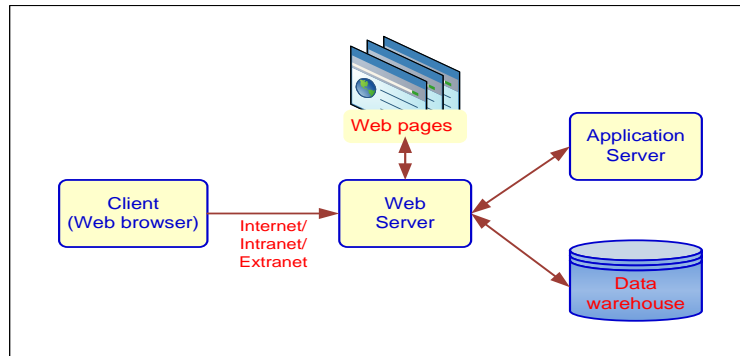 Web pages
Application
Server
Client
(Web browser)
Web
Server
Internet/
Intranet/
Extranet
Data
warehouse